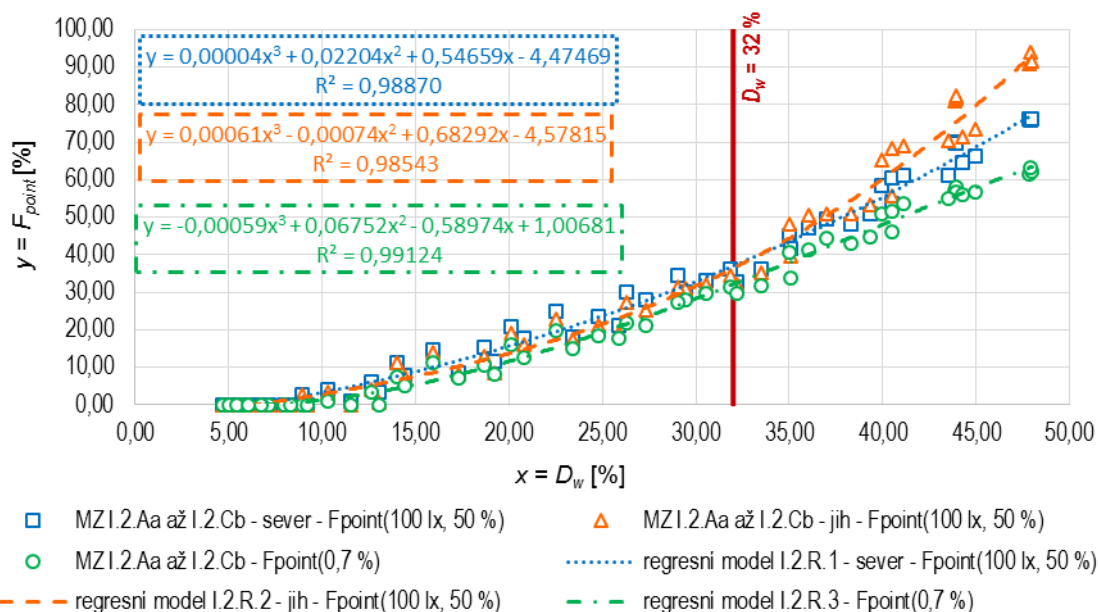 100,00
90,00
80,00
70,00
60,00
50,00
40,00
30,00
20,00
10,00
0,00
y = F_point [%]
y = 0,00004x³ + 0,02204x² + 0,54659x - 4,47469
R² = 0,98870
y = 0,00061x³ - 0,00074x² + 0,68292x - 4,57815
R² = 0,98543
y = -0,00059x³ + 0,06752x² - 0,58974x + 1,00681
R² = 0,99124
D_w = 32 %
0,00 5,00 10,00 15,00 20,00 25,00 30,00 35,00 40,00 45,00 50,00
x = D_w [%]
MZ I.2.Aa až I.2.Cb - sever - Fpoint(100 lx, 50 %) MZ I.2.Aa až I.2.Cb - jih - Fpoint(100 lx, 50 %)
MZ I.2.Aa až I.2.Cb - Fpoint(0,7 %) regresní model I.2.R.1 - sever - Fpoint(100 lx, 50 %)
regresní model I.2.R.2 - jih - Fpoint(100 lx, 50 %) regresní model I.2.R.3 - Fpoint(0,7 %)